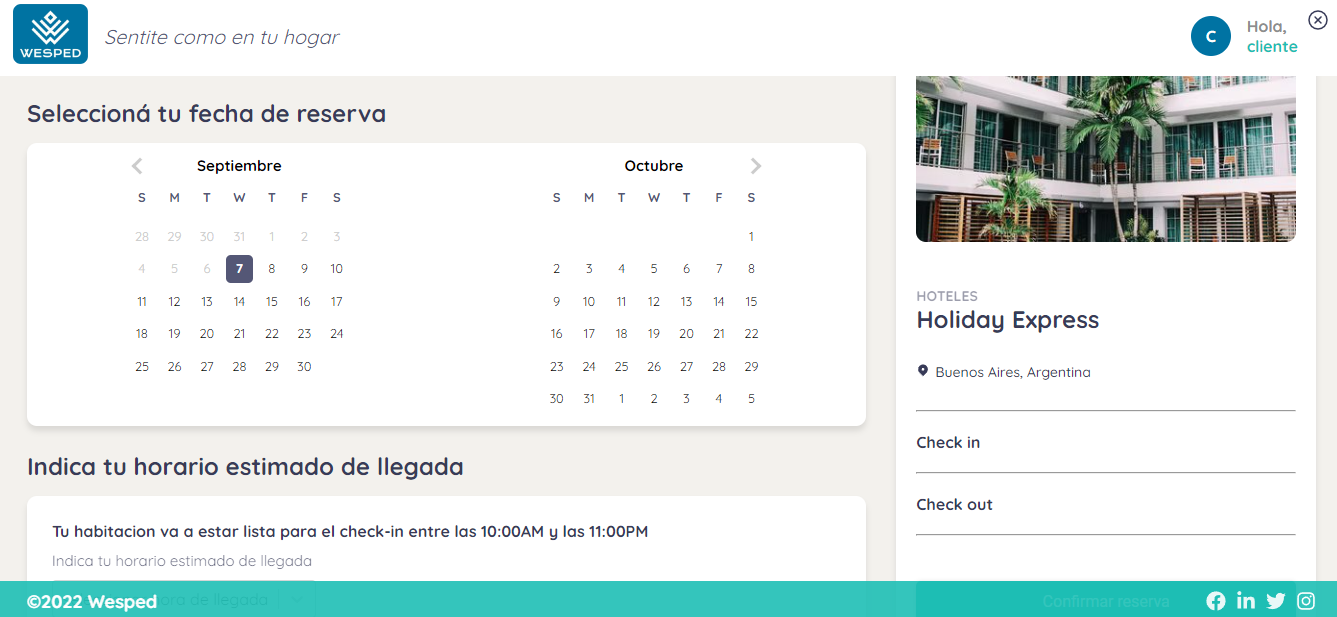 WESPED
Sentite como en tu hogar
C
Hola,
cliente
Seleccioná tu fecha de reserva
Septiembre
S M T W T F S
28 29 30 31 1 2 3
4 5 6 7 8 9 10
11 12 13 14 15 16 17
18 19 20 21 22 23 24
25 26 27 28 29 30
Octubre
S M T W T F S
1
2 3 4 5 6 7 8
9 10 11 12 13 14 15
16 17 18 19 20 21 22
23 24 25 26 27 28 29
30 31 1 2 3 4 5
Indica tu horario estimado de llegada
Tu habitacion va a estar lista para el check-in entre las 10:00AM y las 11:00PM
Indica tu horario estimado de llegada
HOTELES
Holiday Express
Buenos Aires, Argentina
Check in
Check out
Confirmar reserva
ora de llegada
©2022 Wesped